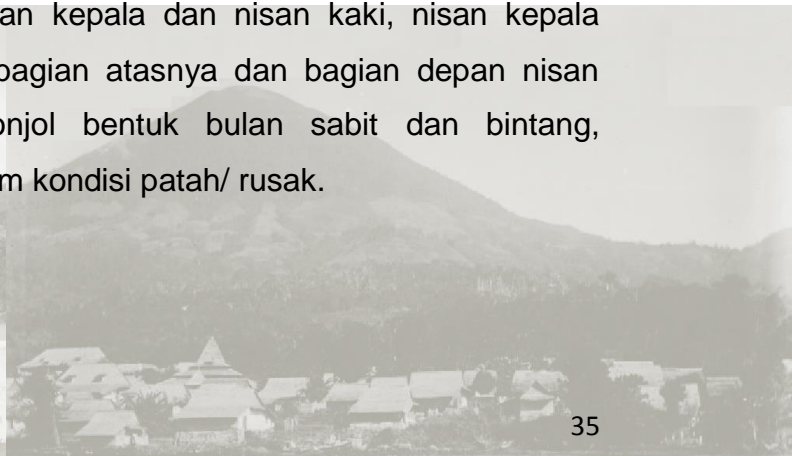 an kepala dan nisan kaki, nisan kepala
bagian atasnya dan bagian depan nisan
onjol bentuk bulan sabit dan bintang,
m kondisi patah/ rusak.
35